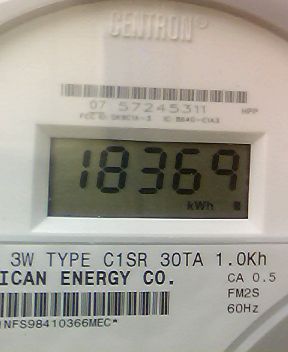 CENTRON®
07 57245311 HPP
18369
kWh
3W TYPE C1SR 30TA 1.0Kh
ICAN ENERGY CO. CA 0.5
FM2S
60Hz
NFS98410366MEC*